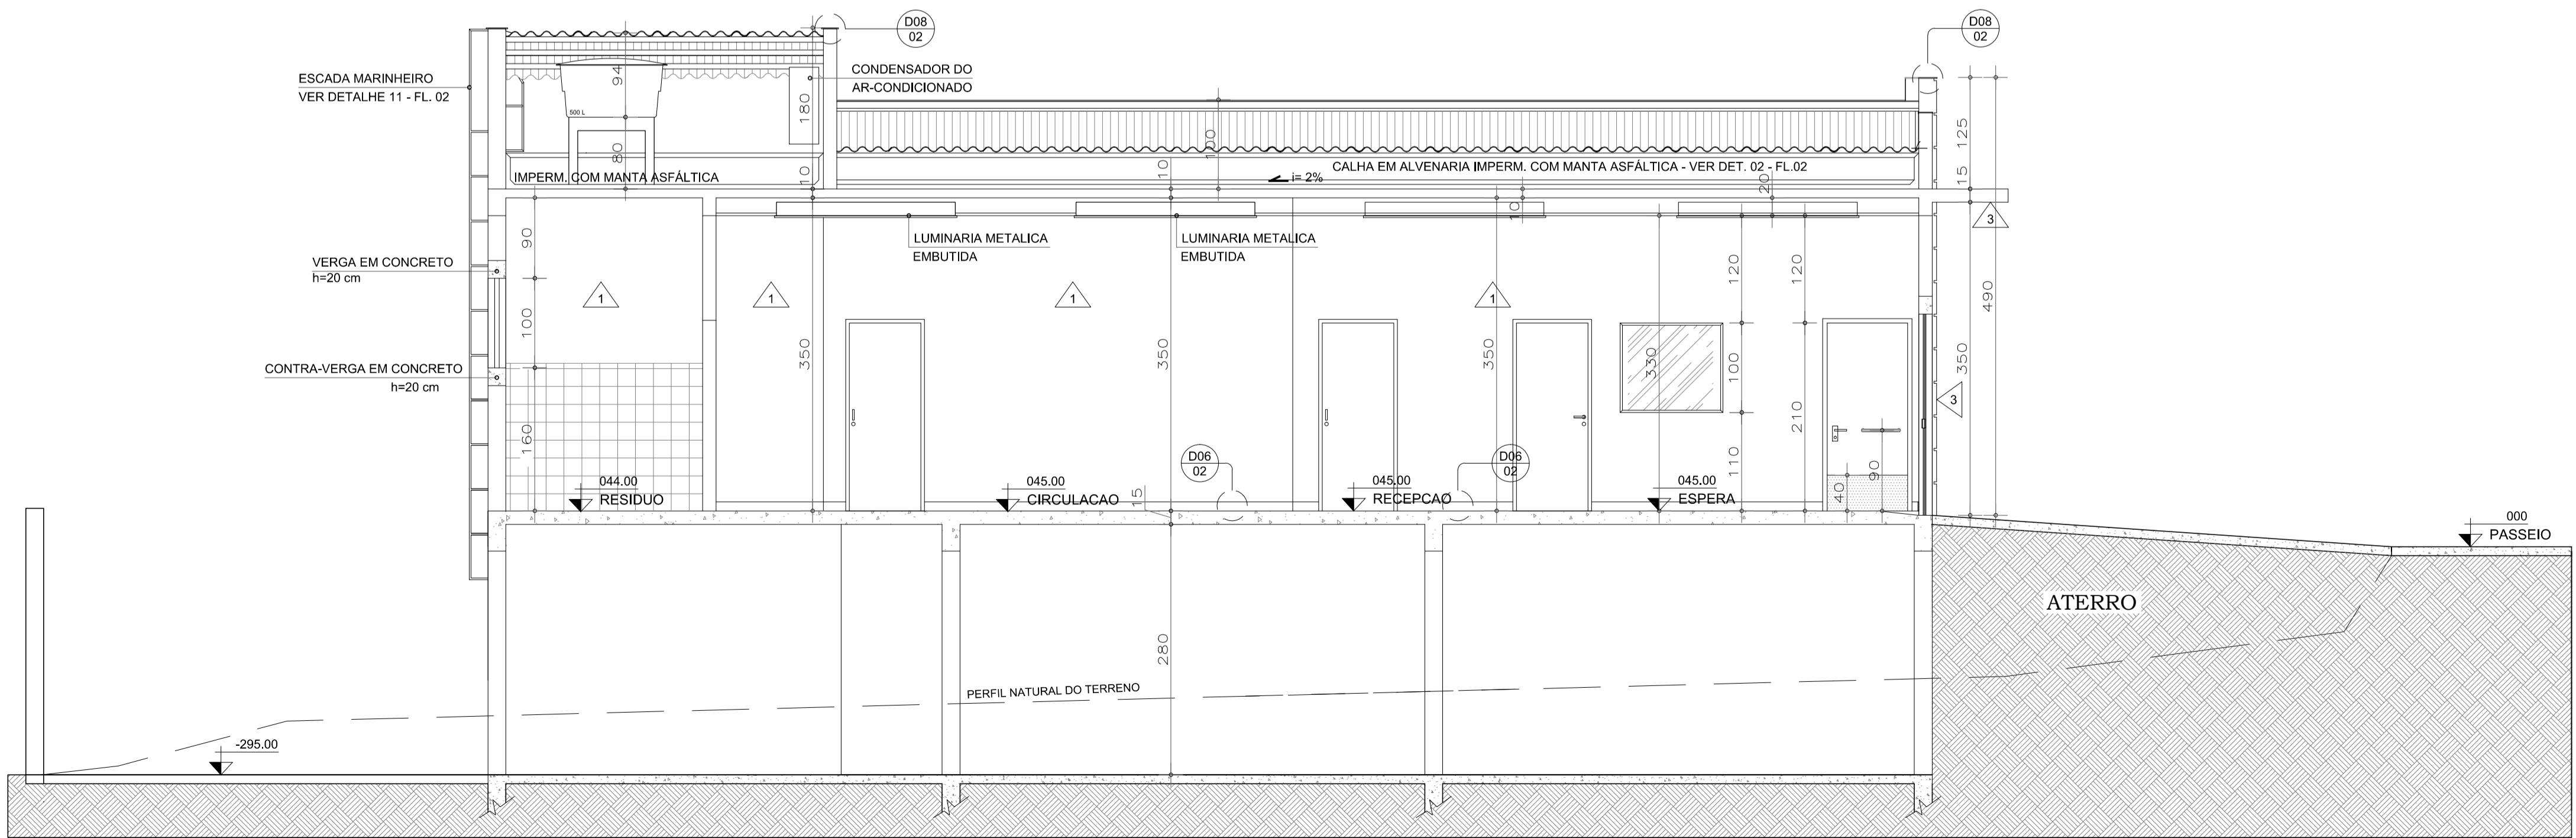 D08
02
D08
02
ESCADA MARINHEIRO
VER DETALHE 11 - FL. 02
CONDENSADOR DO
AR-CONDICIONADO
94
500 L
180
80
10
IMPERM. COM MANTA ASFÁLTICA
100
10
i= 2%
CALHA EM ALVENARIA IMPERM. COM MANTA ASFÁLTICA - VER DET. 02 - FL.02
20
10
125
15
3
490
350
3
LUMINARIA METALICA
EMBUTIDA
LUMINARIA METALICA
EMBUTIDA
VERGA EM CONCRETO
h=20 cm
CONTRA-VERGA EM CONCRETO
h=20 cm
90
100
160
1
1
1
1
350
350
350
330
120
100
110
120
210
90
40
D06
02
D06
02
044.00
RESIDUO
045.00
CIRCULACAO
15
045.00
RECEPCAO
045.00
ESPERA
000
PASSEIO
ATERRO
280
PERFIL NATURAL DO TERRENO
-295.00